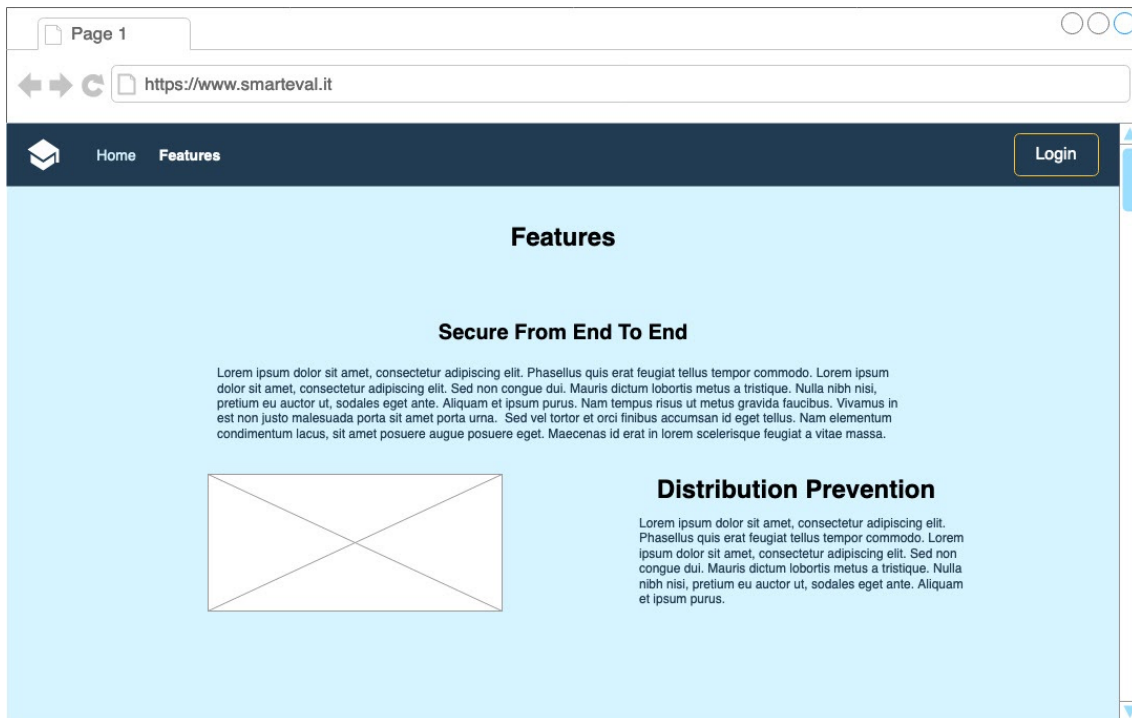 Page 1
https://www.smarteval.it
Home Features Login
Features
Secure From End To End
Lorem ipsum dolor sit amet, consectetur adipiscing elit. Phasellus quis erat feugiat tellus tempor commodo. Lorem ipsum
dolor sit amet, consectetur adipiscing elit. Sed non congue dui. Mauris dictum lobortis metus a tristique. Nulla nibh nisi,
pretium eu auctor ut, sodales eget ante. Aliquam et ipsum purus. Nam tempus risus ut metus gravida faucibus. Vivamus in
est non justo malesuada porta sit amet porta urna.  Sed vel tortor et orci finibus accumsan id eget tellus. Nam elementum
condimentum lacus, sit amet posuere augue posuere eget. Maecenas id erat in lorem scelerisque feugiat a vitae massa.
Distribution Prevention
Lorem ipsum dolor sit amet, consectetur adipiscing elit.
Phasellus quis erat feugiat tellus tempor commodo. Lorem
ipsum dolor sit amet, consectetur adipiscing elit. Sed non
congue dui. Mauris dictum lobortis metus a tristique. Nulla
nibh nisi, pretium eu auctor ut, sodales eget ante. Aliquam
et ipsum purus.